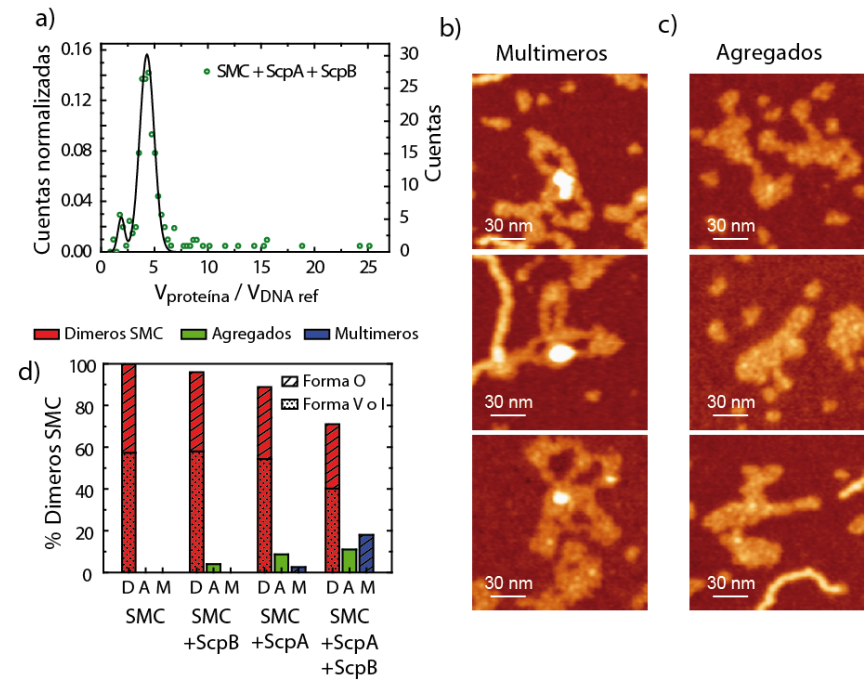 a)
0.16
0.12
0.08
0.04
0.00
Cuentas normalizadas
SMC + ScpA + ScpB
30
25
20
15
10
5
0
Cuentas
0 5 10 15 20 25
Vproteína / VDNA ref
b)
Multimeros
30 nm
30 nm
30 nm
c)
Agregados
30 nm
30 nm
30 nm
Dimeros SMC Agregados Multimeros
d)
100
80
60
40
20
0
% Dimeros SMC
Forma O
Forma V o I
D A M D A M D A M D A M
SMC SMC SMC SMC
+ScpB +ScpA +ScpA
+ScpB